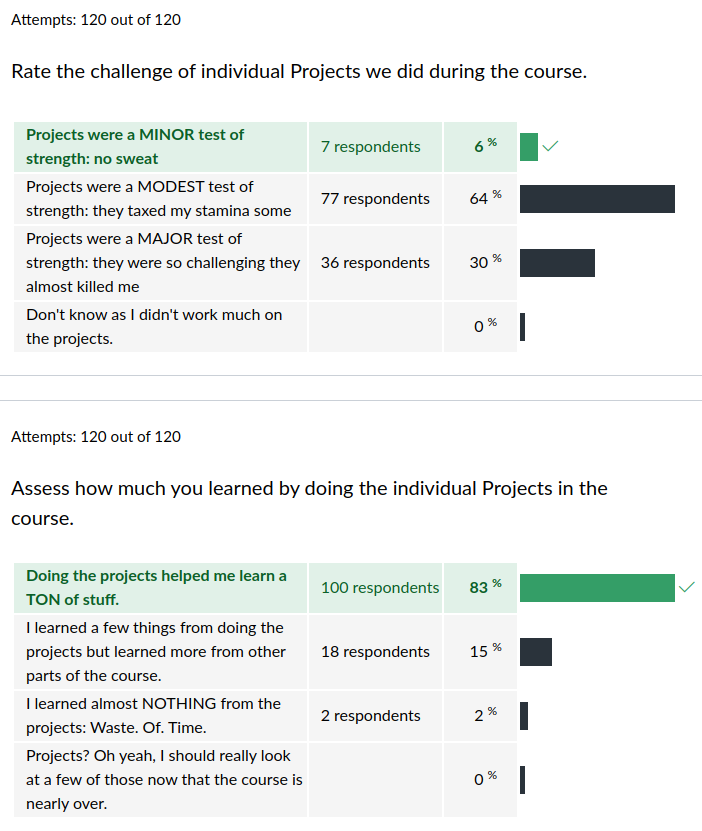 Attempts: 120 out of 120
Rate the challenge of individual Projects we did during the course.
Projects were a MINOR test of
strength: no sweat
7 respondents
6 %
Projects were a MODEST test of
strength: they taxed my stamina some
77 respondents
64 %
Projects were a MAJOR test of
strength: they were so challenging they
almost killed me
36 respondents
30 %
Don't know as I didn't work much on
the projects.
0 %
Attempts: 120 out of 120
Assess how much you learned by doing the individual Projects in the
course.
Doing the projects helped me learn a
TON of stuff.
100 respondents
83 %
I learned a few things from doing the
projects but learned more from other
parts of the course.
18 respondents
15 %
I learned almost NOTHING from the
projects: Waste. Of. Time.
2 respondents
2 %
Projects? Oh yeah, I should really look
at a few of those now that the course is
nearly over.
0 %